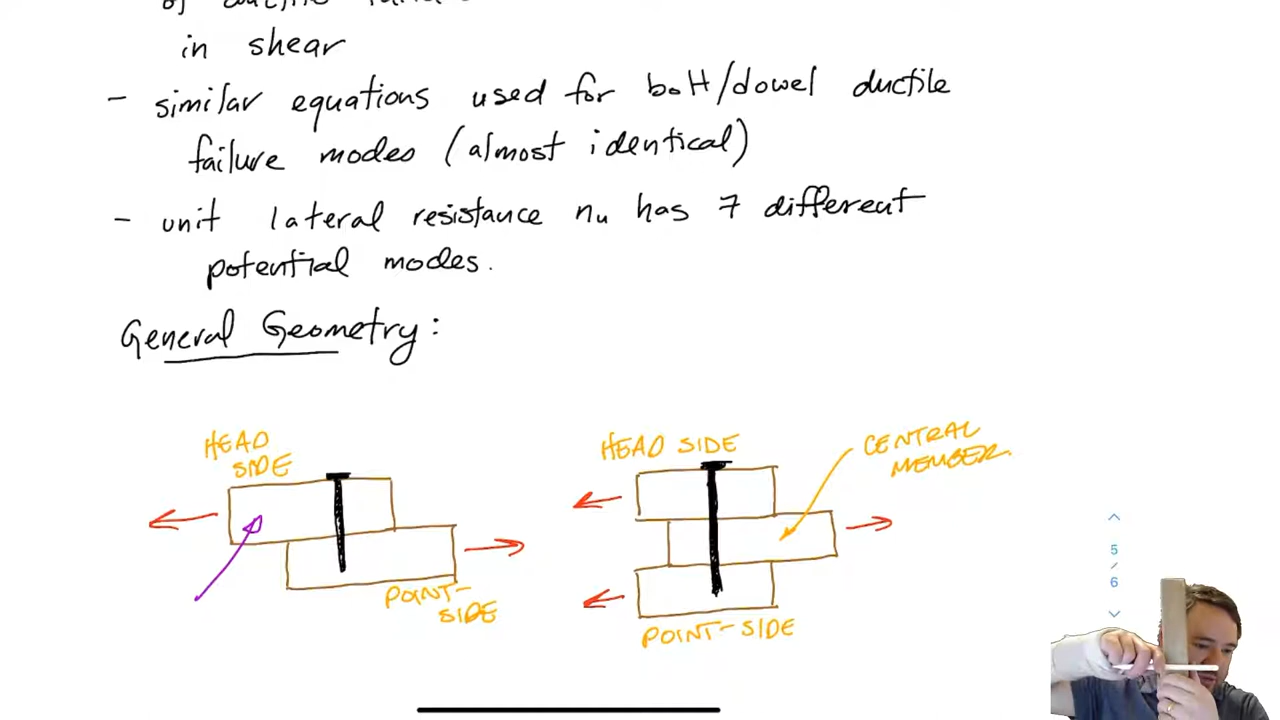 in shear
- similar equations used for bolt/dowel ductile
failure modes (almost identical)
- unit lateral resistance nu has 7 different
potential modes.
General Geometry:
HEAD
SIDE
POINT-
SIDE
HEAD SIDE
CENTRAL
MEMBER
POINT-SIDE
5
/
6